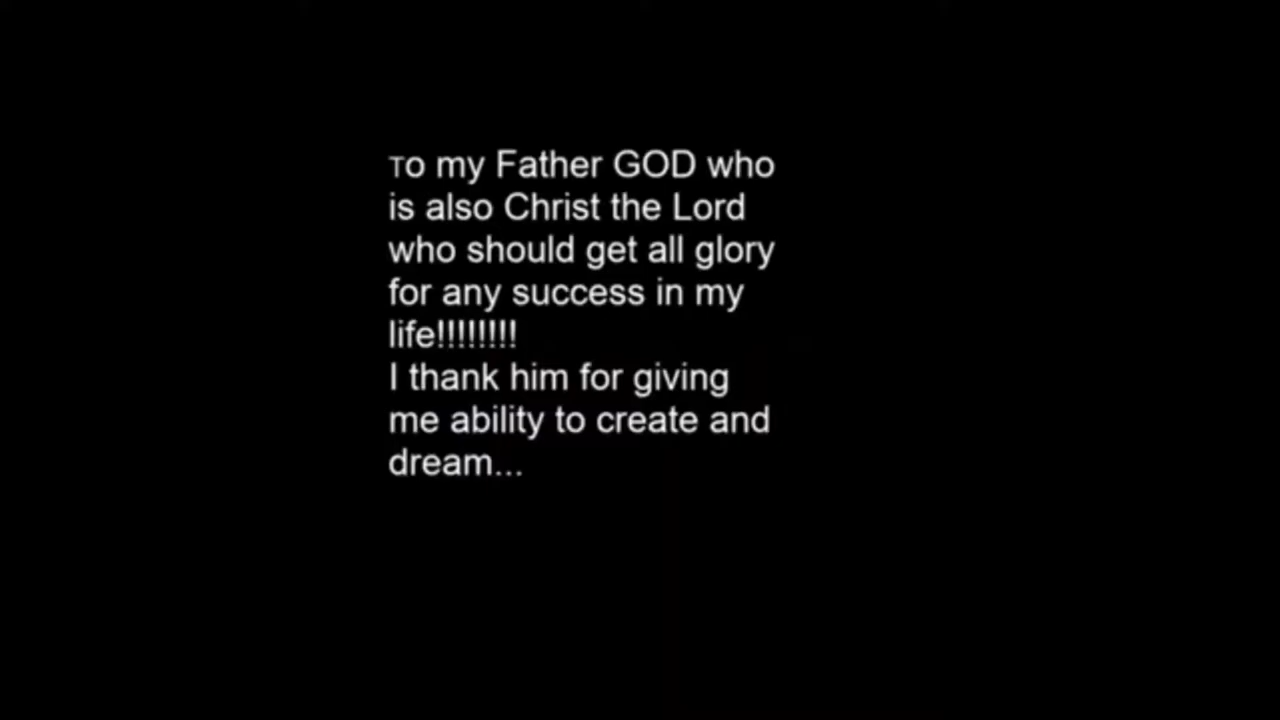 To my Father GOD who
is also Christ the Lord
who should get all glory
for any success in my
life!!!!!!!!
I thank him for giving
me ability to create and
dream...